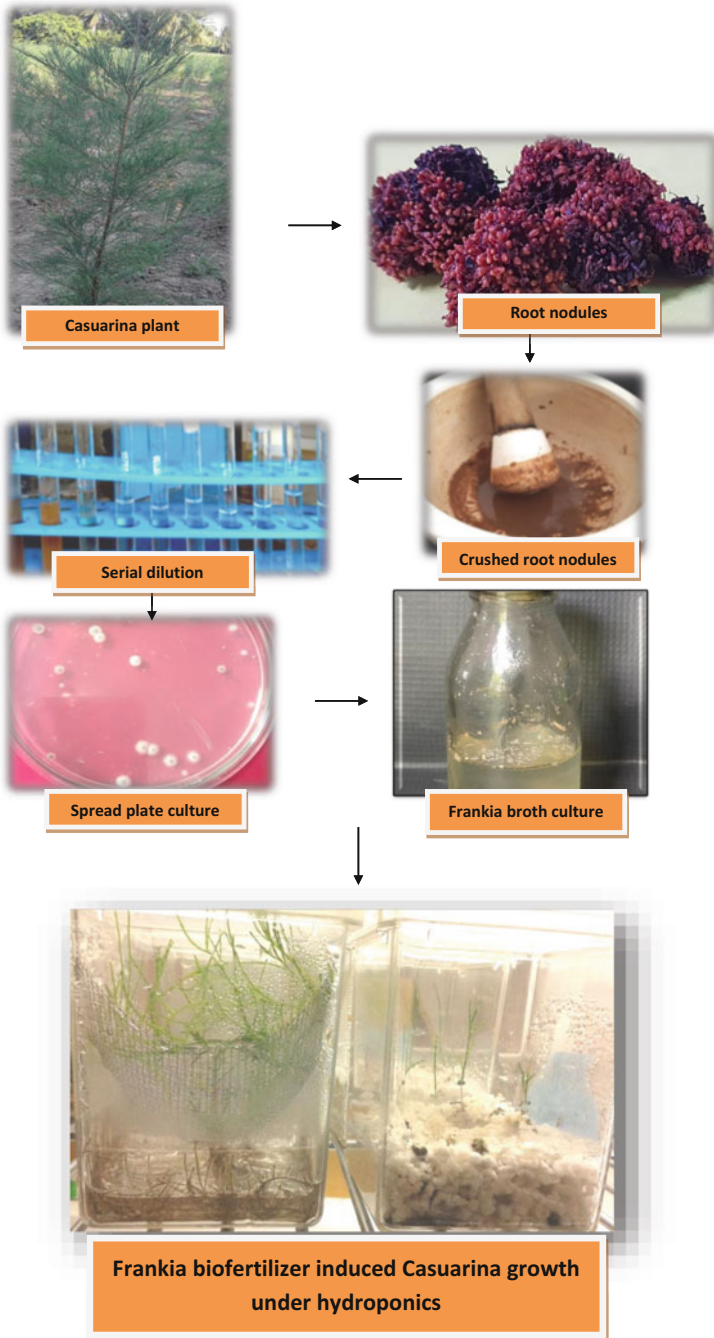 Casuarina plant
Root nodules
Crushed root nodules
Serial dilution
Spread plate culture
Frankia broth culture
Frankia biofertilizer induced Casuarina growth
under hydroponics